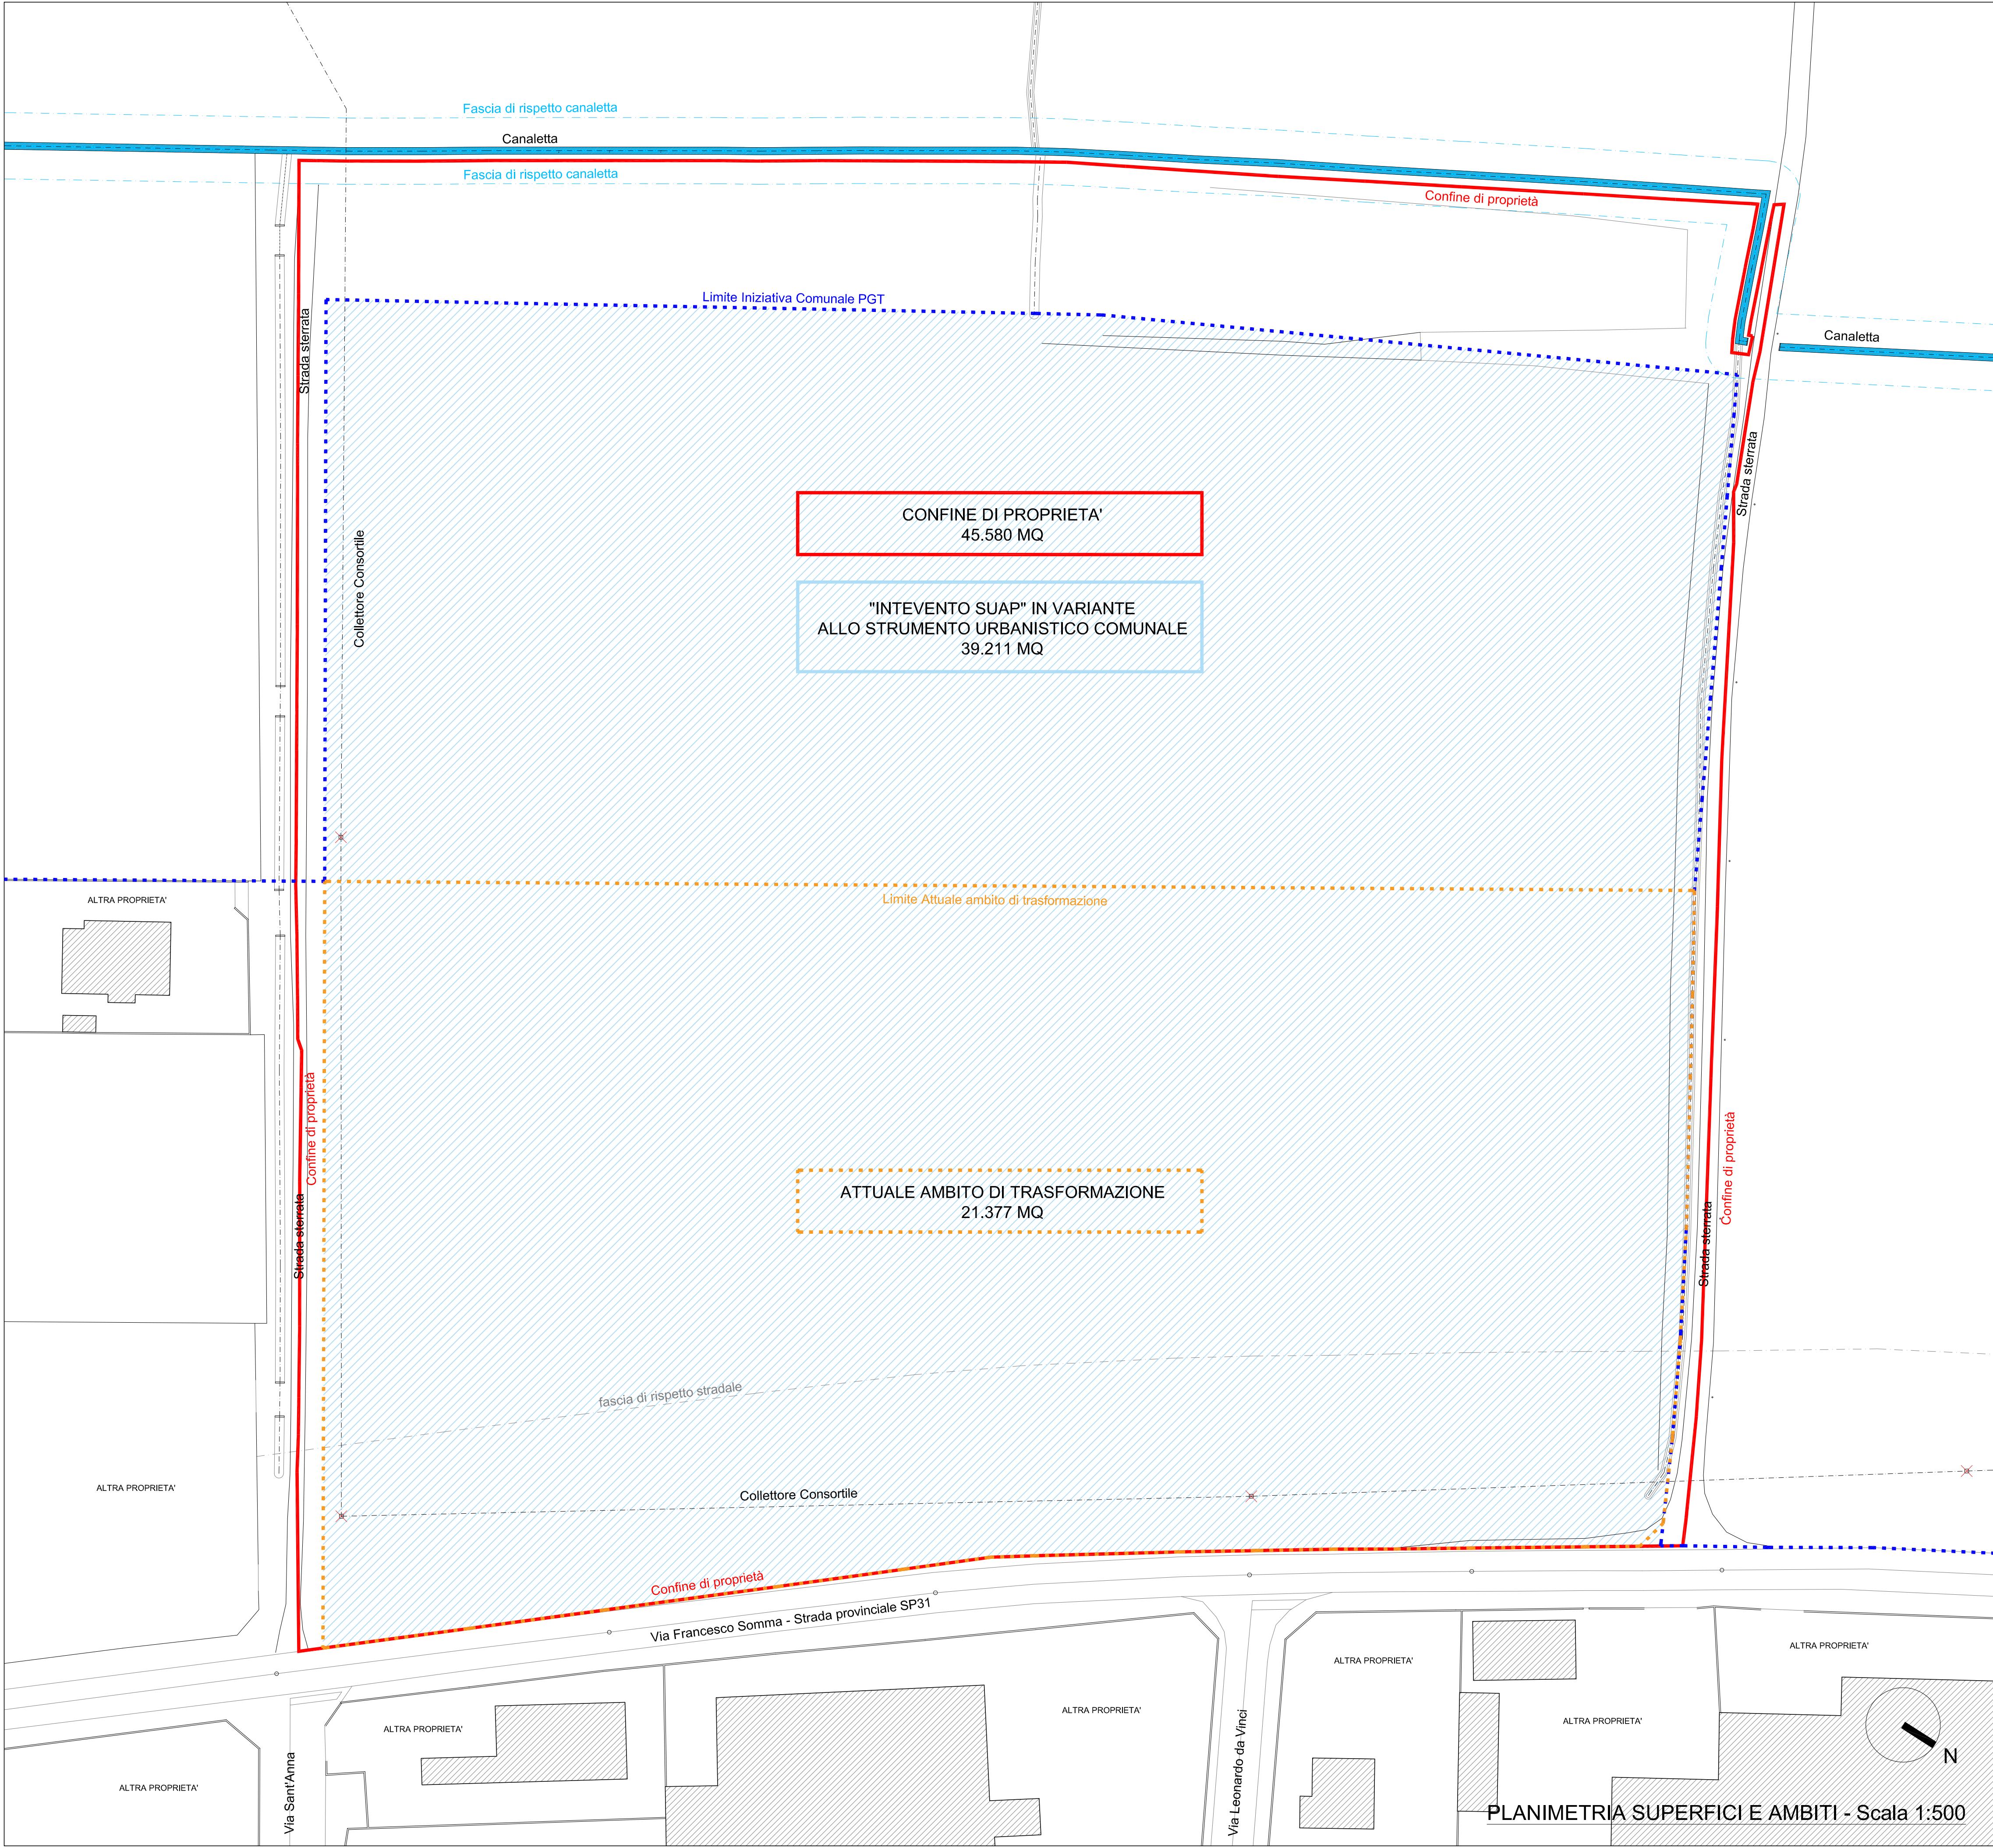 Fascia di rispetto canaletta
Canaletta
Fascia di rispetto canaletta
Confine di proprietà
Limite Iniziativa Comunale PGT
Strada sterrata
Canaletta
Strada sterrata
CONFINE DI PROPRIETA'
45.580 MQ
Collettore Consortile
"INTEVENTO SUAP" IN VARIANTE
ALLO STRUMENTO URBANISTICO COMUNALE
39.211 MQ
ALTRA PROPRIETA'
Limite Attuale ambito di trasformazione
Confine di proprietà
Confine di proprietà
ATTUALE AMBITO DI TRASFORMAZIONE
21.377 MQ
Strada sterrata
Strada sterrata
fascia di rispetto stradale
ALTRA PROPRIETA'
Collettore Consortile
Confine di proprietà
Via Francesco Somma - Strada provinciale SP31
ALTRA PROPRIETA'
ALTRA PROPRIETA'
ALTRA PROPRIETA'
ALTRA PROPRIETA'
ALTRA PROPRIETA'
ALTRA PROPRIETA'
Via Sant'Anna
Via Leonardo da Vinci
N
PLANIMETRIA SUPERFICI E AMBITI - Scala 1:500